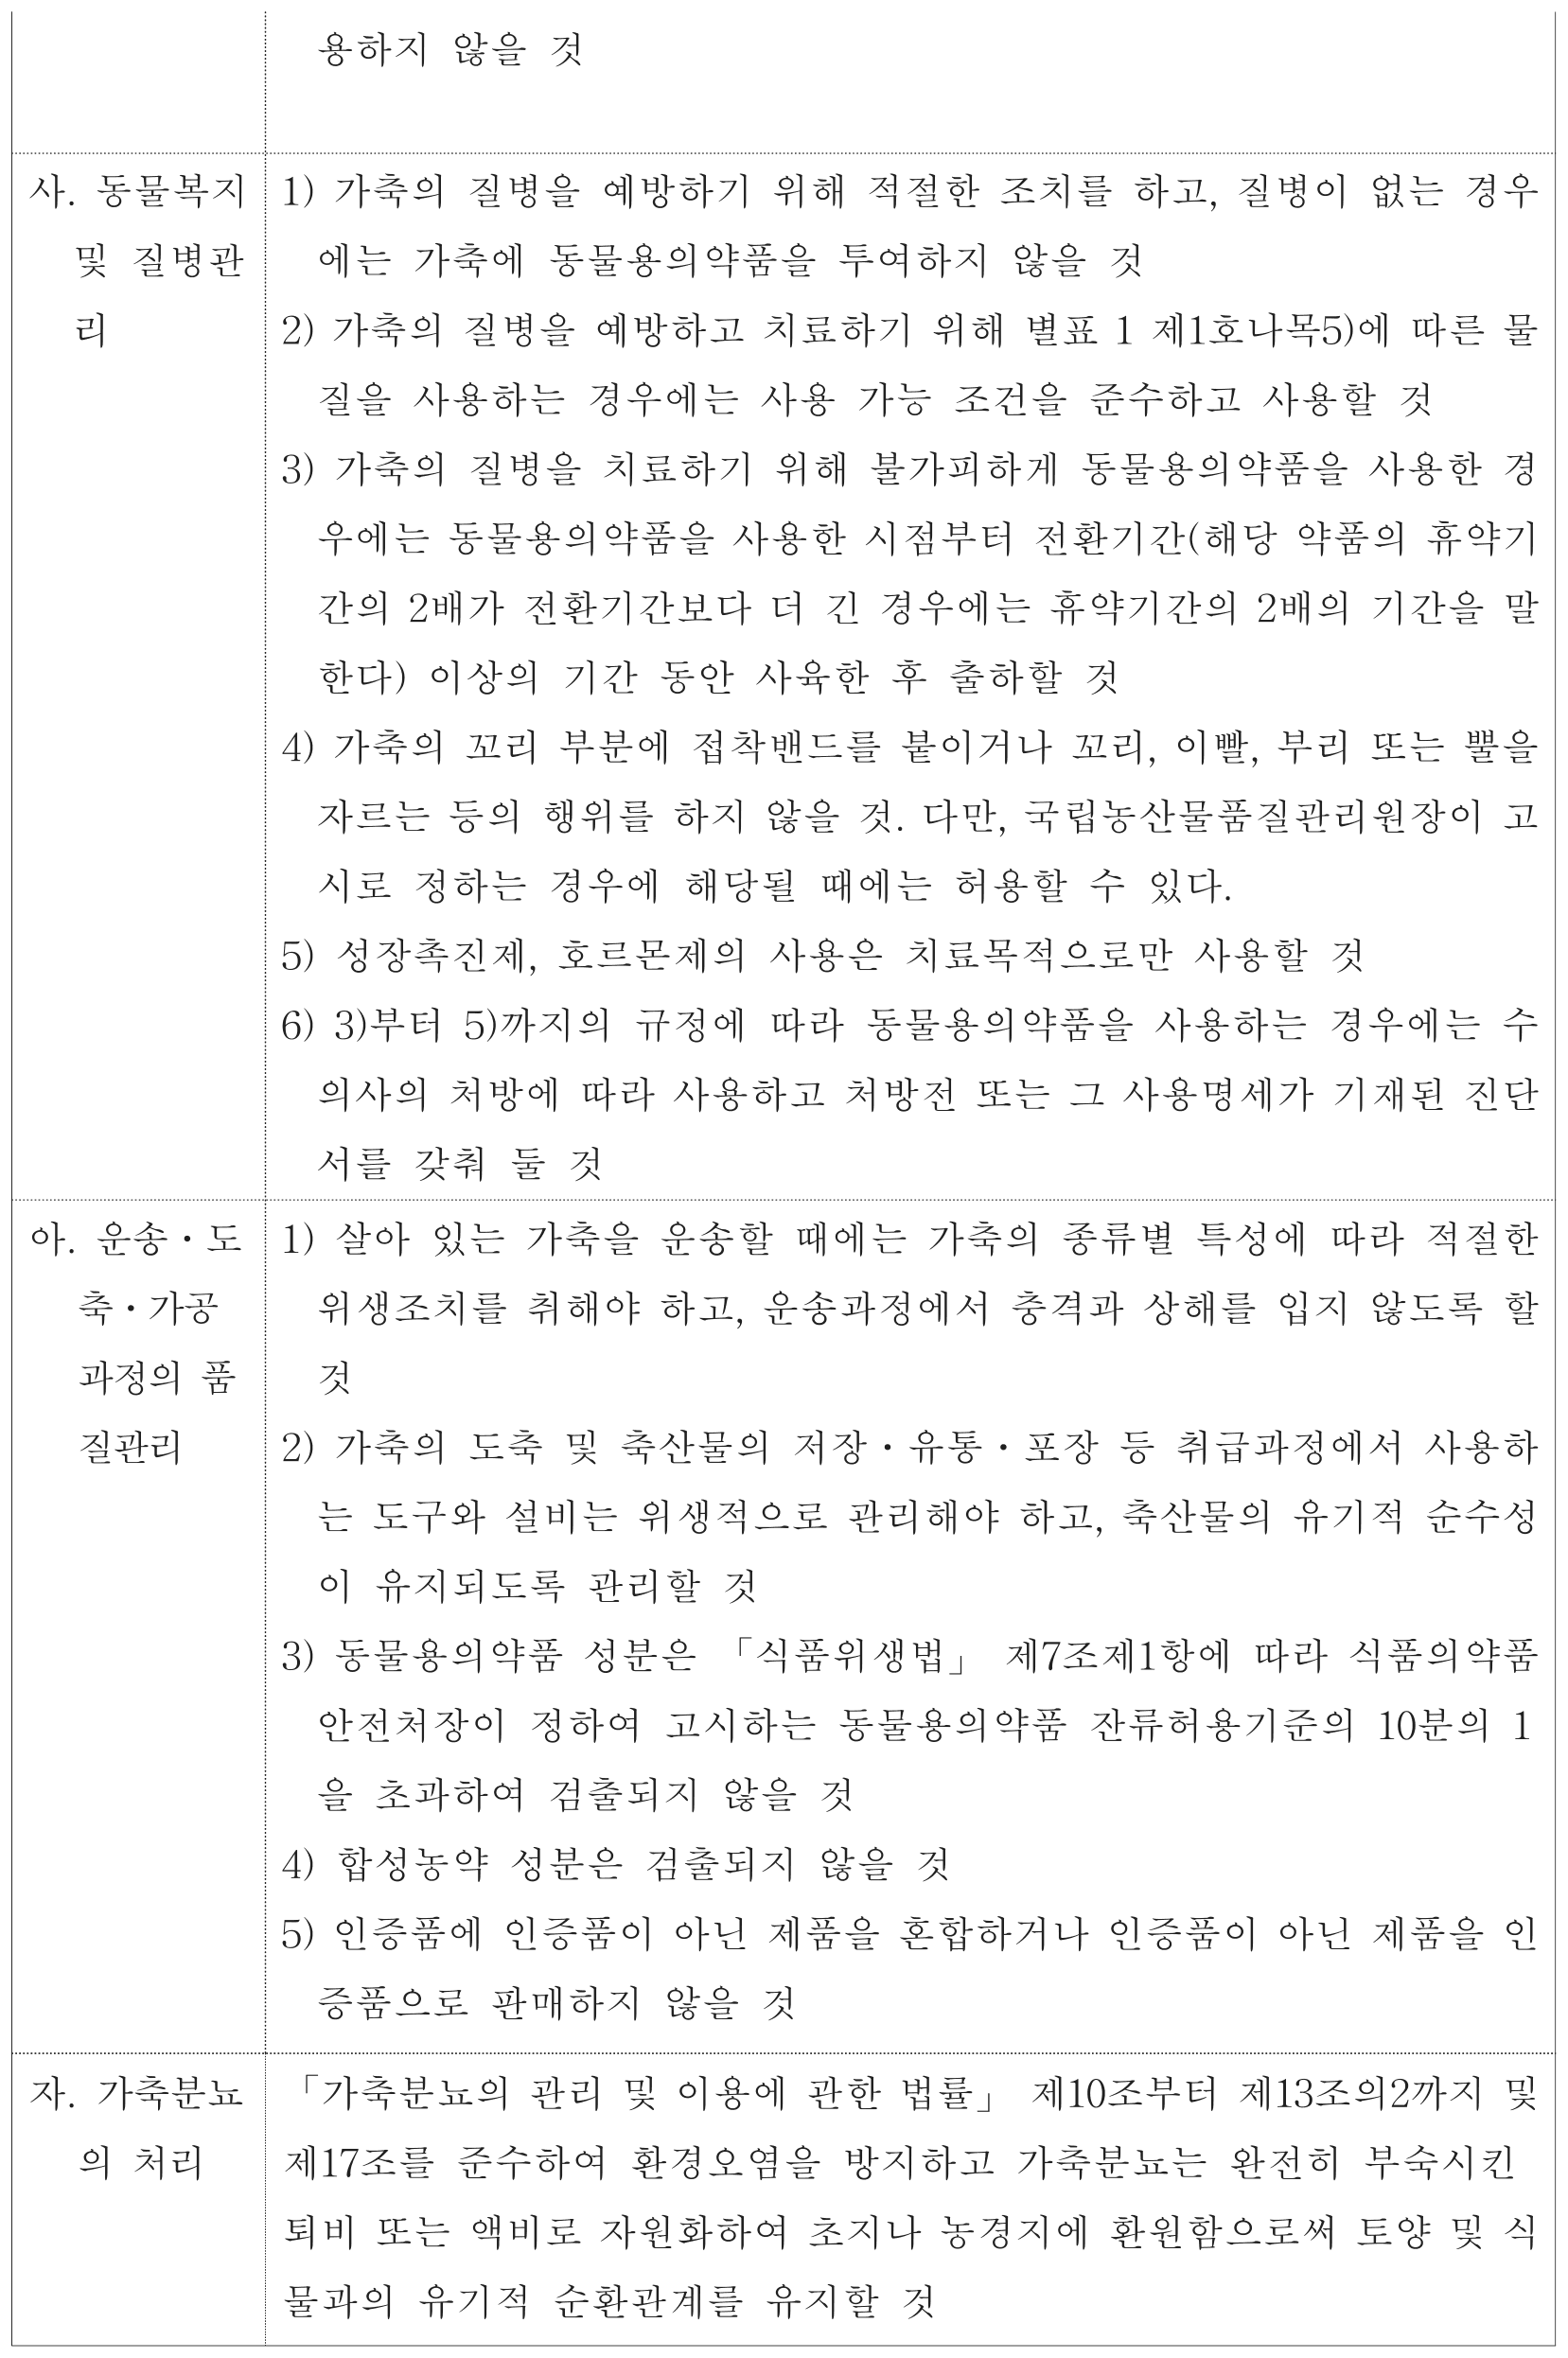 용하지 않을 것
사. 동물복지
및 질병관
리
1) 가축의 질병을 예방하기 위해 적절한 조치를 하고, 질병이 없는 경우
에는 가축에 동물용의약품을 투여하지 않을 것
2) 가축의 질병을 예방하고 치료하기 위해 별표 1 제1호나목5)에 따른 물
질을 사용하는 경우에는 사용 가능 조건을 준수하고 사용할 것
3) 가축의 질병을 치료하기 위해 불가피하게 동물용의약품을 사용한 경
우에는 동물용의약품을 사용한 시점부터 전환기간(해당 약품의 휴약기
간의 2배가 전환기간보다 더 긴 경우에는 휴약기간의 2배의 기간을 말
한다) 이상의 기간 동안 사육한 후 출하할 것
4) 가축의 꼬리 부분에 접착밴드를 붙이거나 꼬리, 이빨, 부리 또는 뿔을
자르는 등의 행위를 하지 않을 것. 다만, 국립농산물품질관리원장이 고
시로 정하는 경우에 해당될 때에는 허용할 수 있다.
5) 성장촉진제, 호르몬제의 사용은 치료목적으로만 사용할 것
6) 3)부터 5)까지의 규정에 따라 동물용의약품을 사용하는 경우에는 수
의사의 처방에 따라 사용하고 처방전 또는 그 사용명세가 기재된 진단
서를 갖춰 둘 것
아. 운송·도
축·가공
과정의 품
질관리
1) 살아 있는 가축을 운송할 때에는 가축의 종류별 특성에 따라 적절한
위생조치를 취해야 하고, 운송과정에서 충격과 상해를 입지 않도록 할
것
2) 가축의 도축 및 축산물의 저장·유통·포장 등 취급과정에서 사용하
는 도구와 설비는 위생적으로 관리해야 하고, 축산물의 유기적 순수성
이 유지되도록 관리할 것
3) 동물용의약품 성분은 「식품위생법」 제7조제1항에 따라 식품의약품
안전처장이 정하여 고시하는 동물용의약품 잔류허용기준의 10분의 1
을 초과하여 검출되지 않을 것
4) 합성농약 성분은 검출되지 않을 것
5) 인증품에 인증품이 아닌 제품을 혼합하거나 인증품이 아닌 제품을 인
증품으로 판매하지 않을 것
자. 가축분뇨
의 처리
「가축분뇨의 관리 및 이용에 관한 법률」 제10조부터 제13조의2까지 및
제17조를 준수하여 환경오염을 방지하고 가축분뇨는 완전히 부숙시킨
퇴비 또는 액비로 자원화하여 초지나 농경지에 환원함으로써 토양 및 식
물과의 유기적 순환관계를 유지할 것